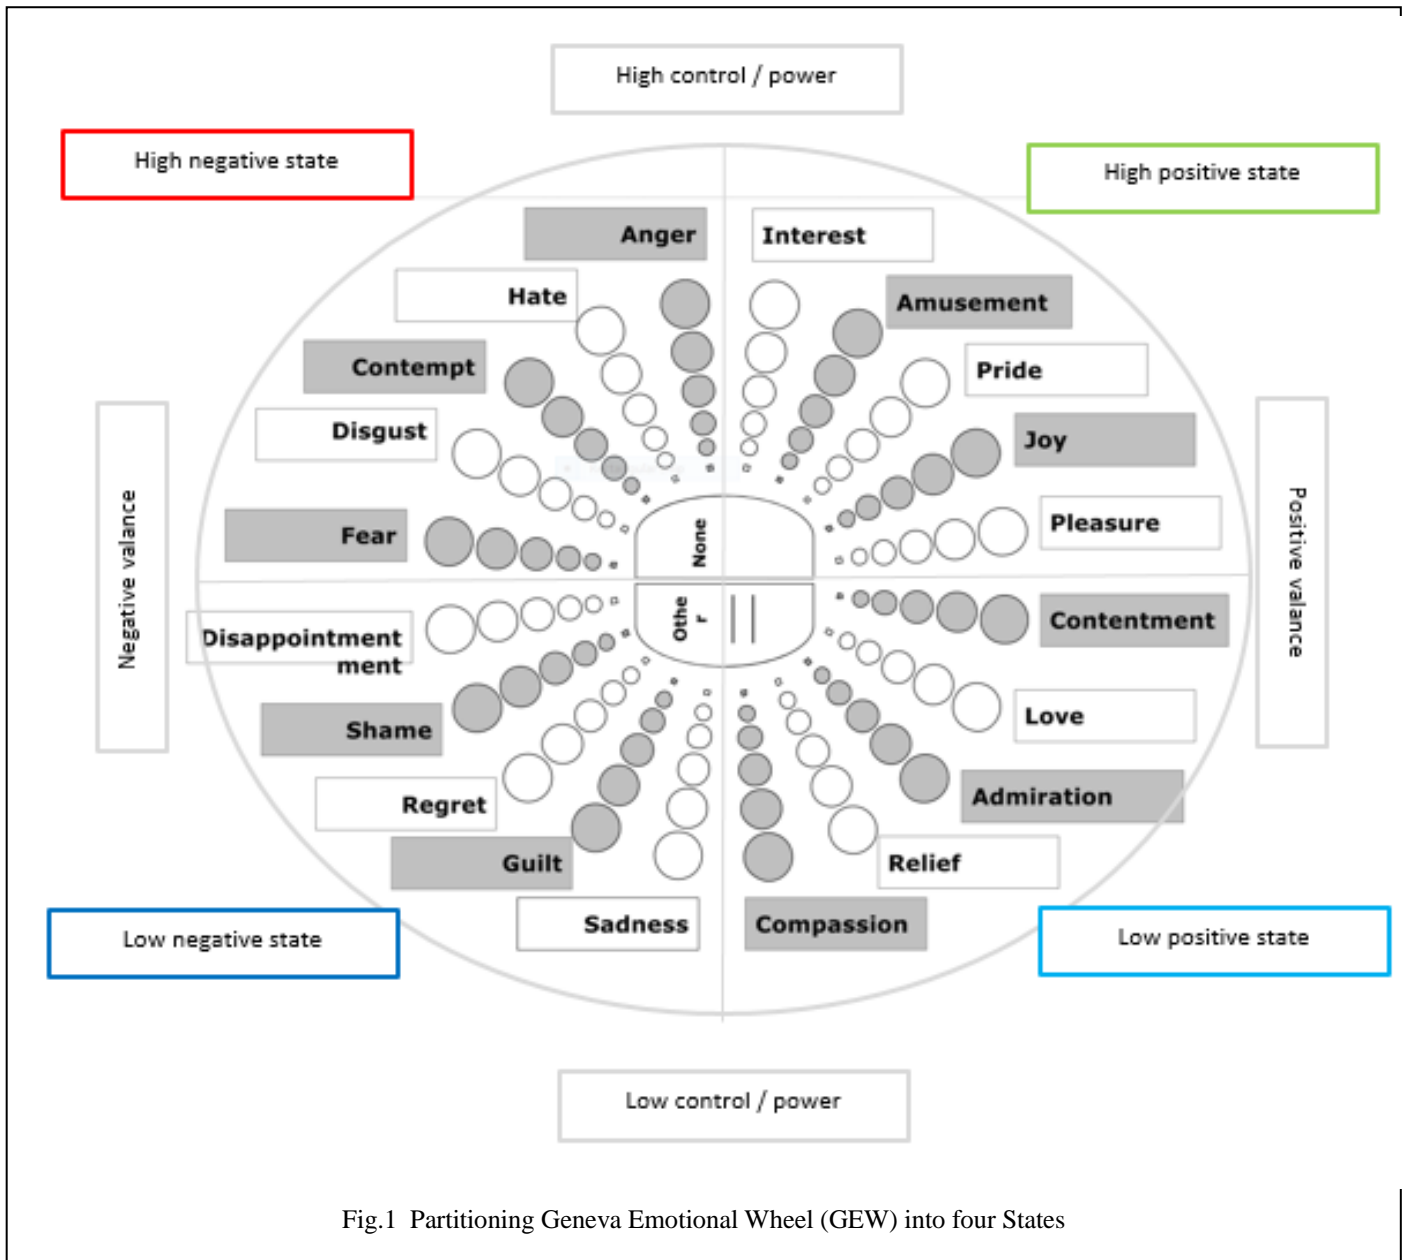 High control / power
High negative state
High positive state
Anger
Interest
Hate
Amusement
Contempt
Pride
Disgust
Joy
Fear
Pleasure
Negative valance
Positive valance
None
Othe
r
Disappointment
ment
Contentment
Shame
Love
Regret
Admiration
Guilt
Relief
Sadness
Compassion
Low negative state
Low positive state
Low control / power
Fig.1 Partitioning Geneva Emotional Wheel (GEW) into four States